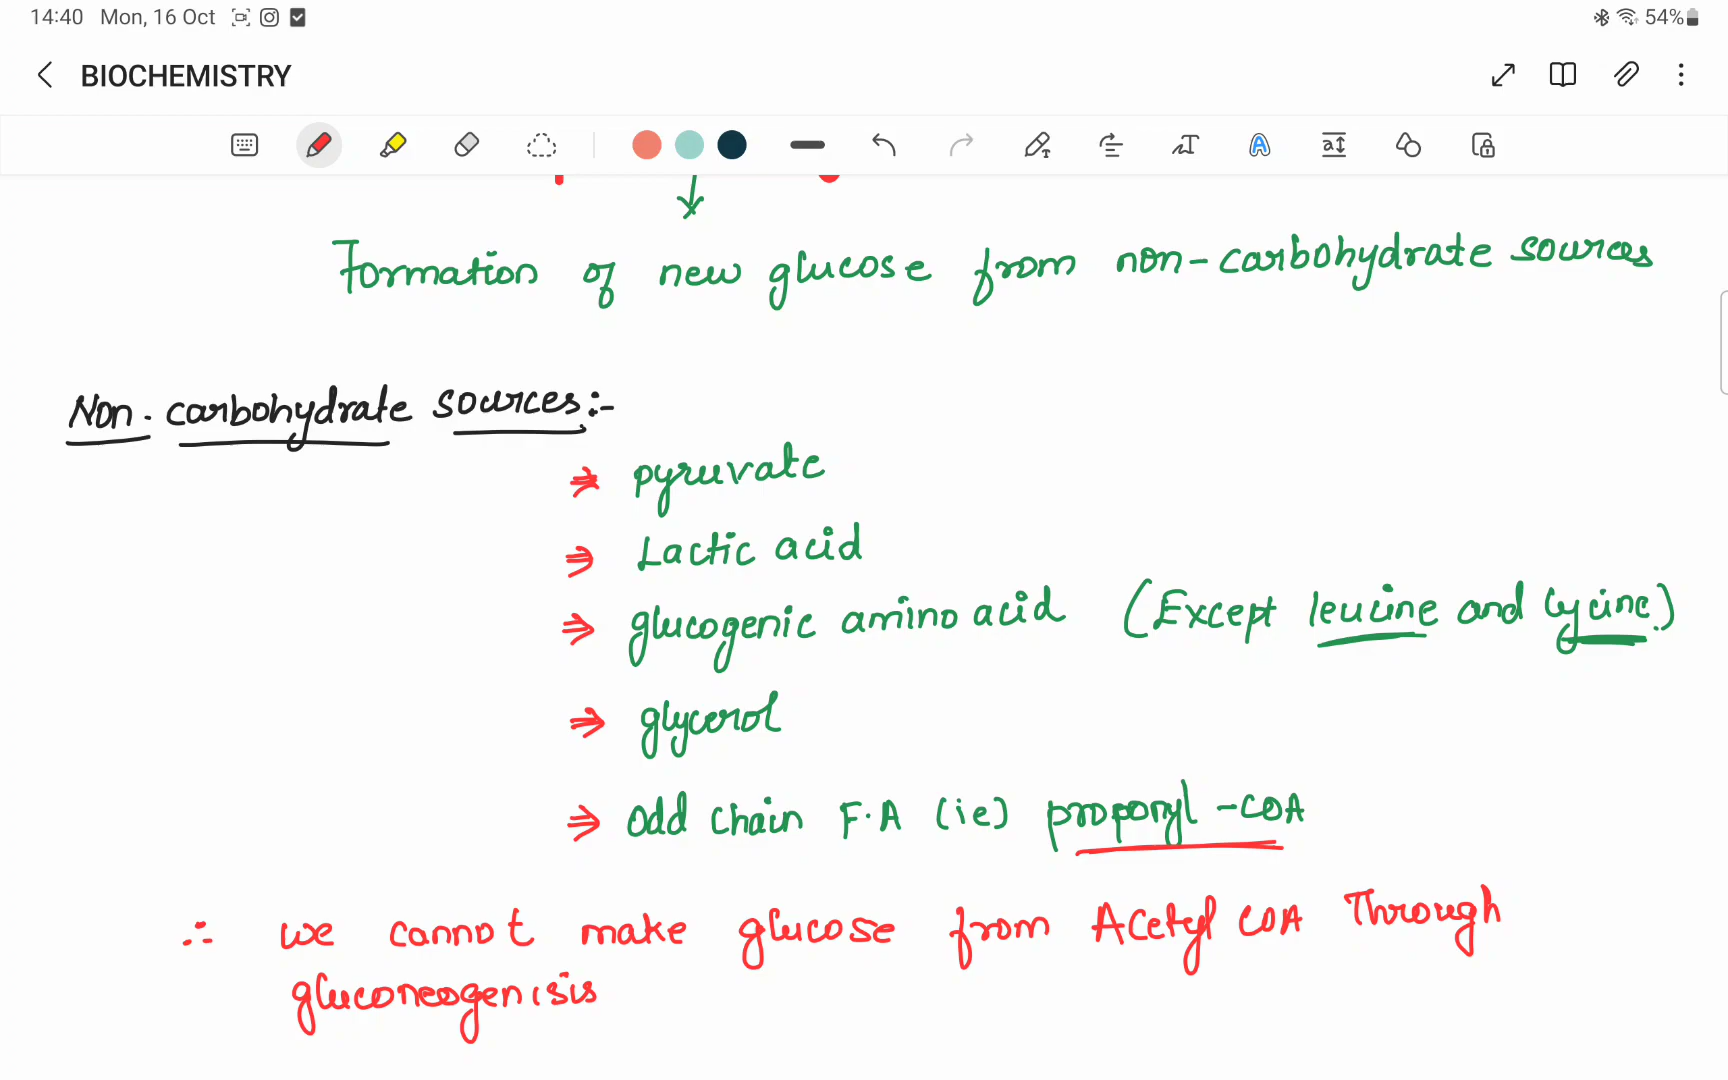 14:40 Mon, 16 Oct 54%
BIOCHEMISTRY
Formation of new glucose from non-carbohydrate sources
Non-carbohydrate sources:-
⇒ pyruvate
⇒ Lactic acid
⇒ glucogenic amino acid (Except leucine and lycine.)
⇒ glycerol
⇒ odd chain F.A (ie) proponyl-COA
∴ we cannot make glucose from Acetyl COA Through
gluconeogenisis